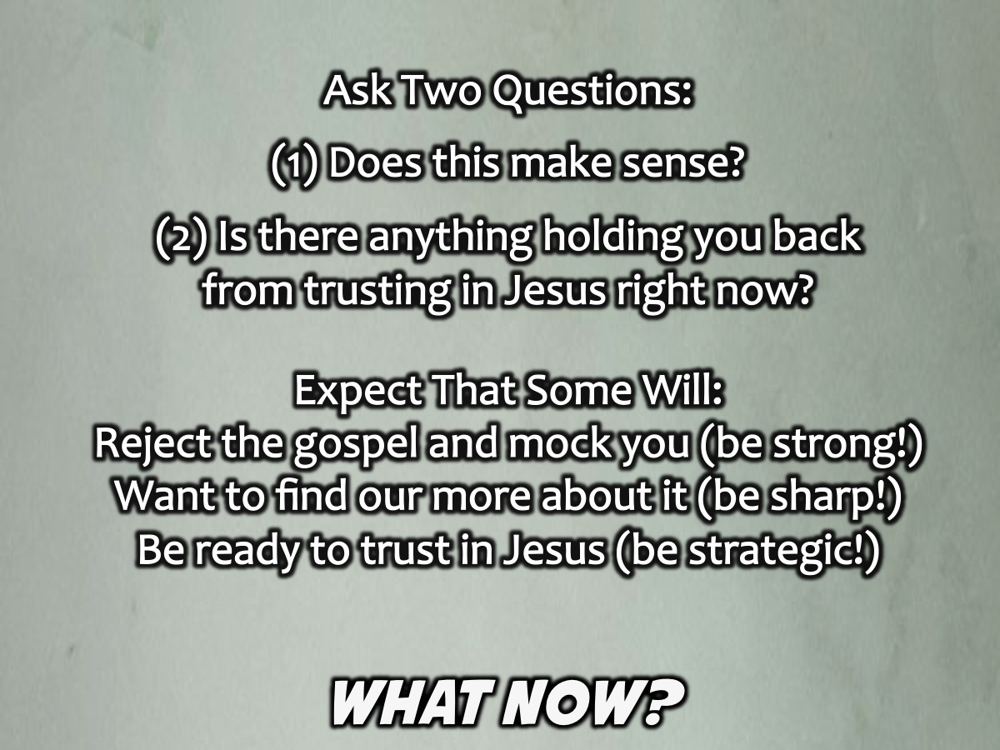 Ask Two Questions:
(1) Does this make sense?
(2) Is there anything holding you back
from trusting in Jesus right now?
Expect That Some Will:
Reject the gospel and mock you (be strong!)
Want to find our more about it (be sharp!)
Be ready to trust in Jesus (be strategic!)
WHAT NOW?